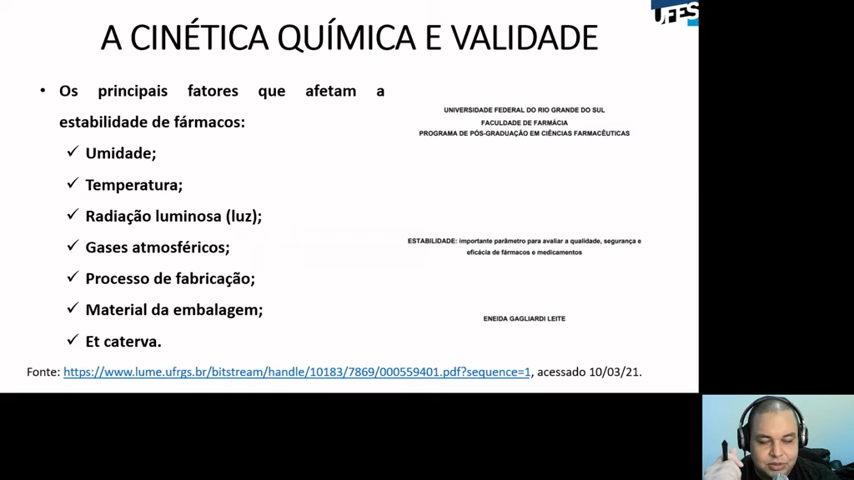 UFES
A CINÉTICA QUÍMICA E VALIDADE
• Os principais fatores que afetam a
estabilidade de fármacos:
✓ Umidade;
✓ Temperatura;
✓ Radiação luminosa (luz);
✓ Gases atmosféricos;
✓ Processo de fabricação;
✓ Material da embalagem;
✓ Et caterva.
UNIVERSIDADE FEDERAL DO RIO GRANDE DO SUL
FACULDADE DE FARMÁCIA
PROGRAMA DE PÓS-GRADUAÇÃO EM CIÊNCIAS FARMACÊUTICAS
ESTABILIDADE: importante parâmetro para avaliar a qualidade, segurança e
eficácia de fármacos e medicamentos
ENEIDA GAGLIARDI LEITE
Fonte: https://www.lume.ufrgs.br/bitstream/handle/10183/7869/000559401.pdf?sequence=1, acessado 10/03/21.